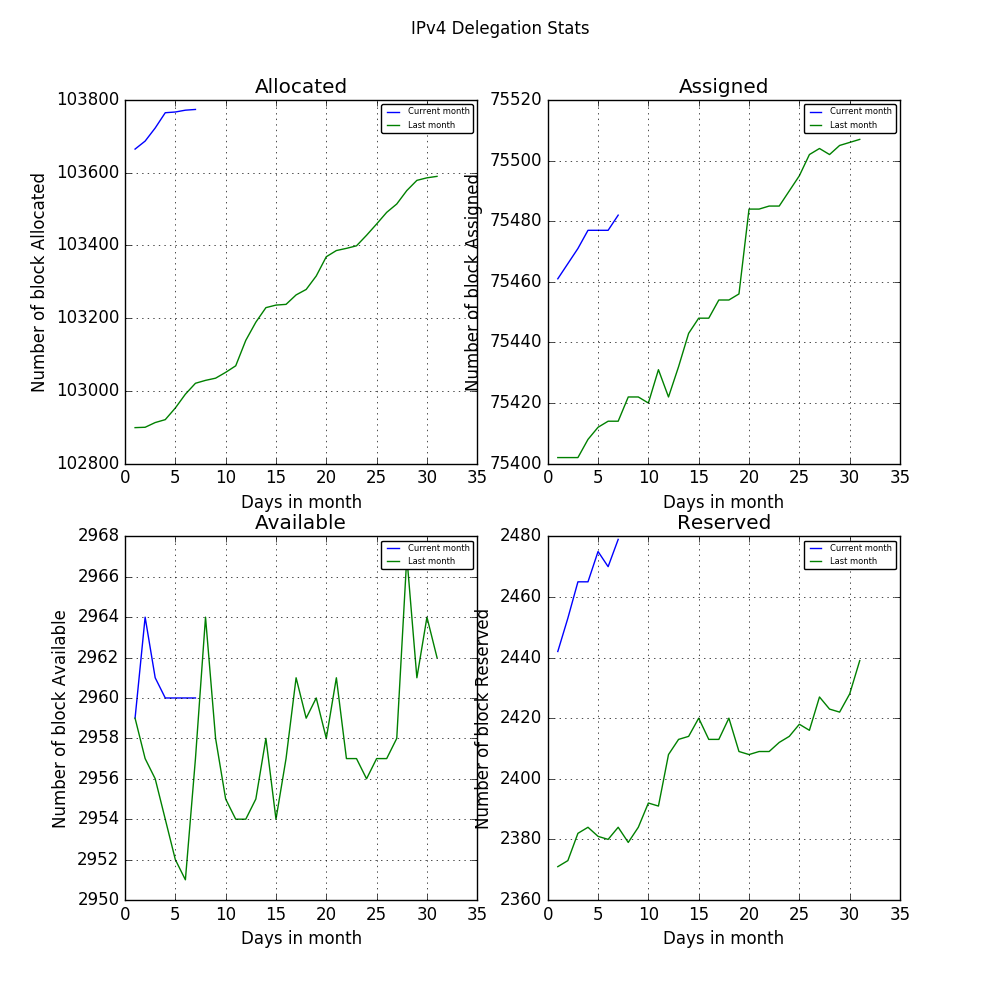 IPv4 Delegation Stats
Allocated
Number of block Allocated
103800
103600
103400
103200
103000
102800
Current month
Last month
0 5 10 15 20 25 30 35
Days in month
Assigned
Number of block Assigned
75520
75500
75480
75460
75440
75420
75400
Current month
Last month
0 5 10 15 20 25 30 35
Days in month
Available
Number of block Available
2968
2966
2964
2962
2960
2958
2956
2954
2952
2950
Current month
Last month
0 5 10 15 20 25 30 35
Days in month
Reserved
Number of block Reserved
2480
2460
2440
2420
2400
2380
2360
Current month
Last month
0 5 10 15 20 25 30 35
Days in month